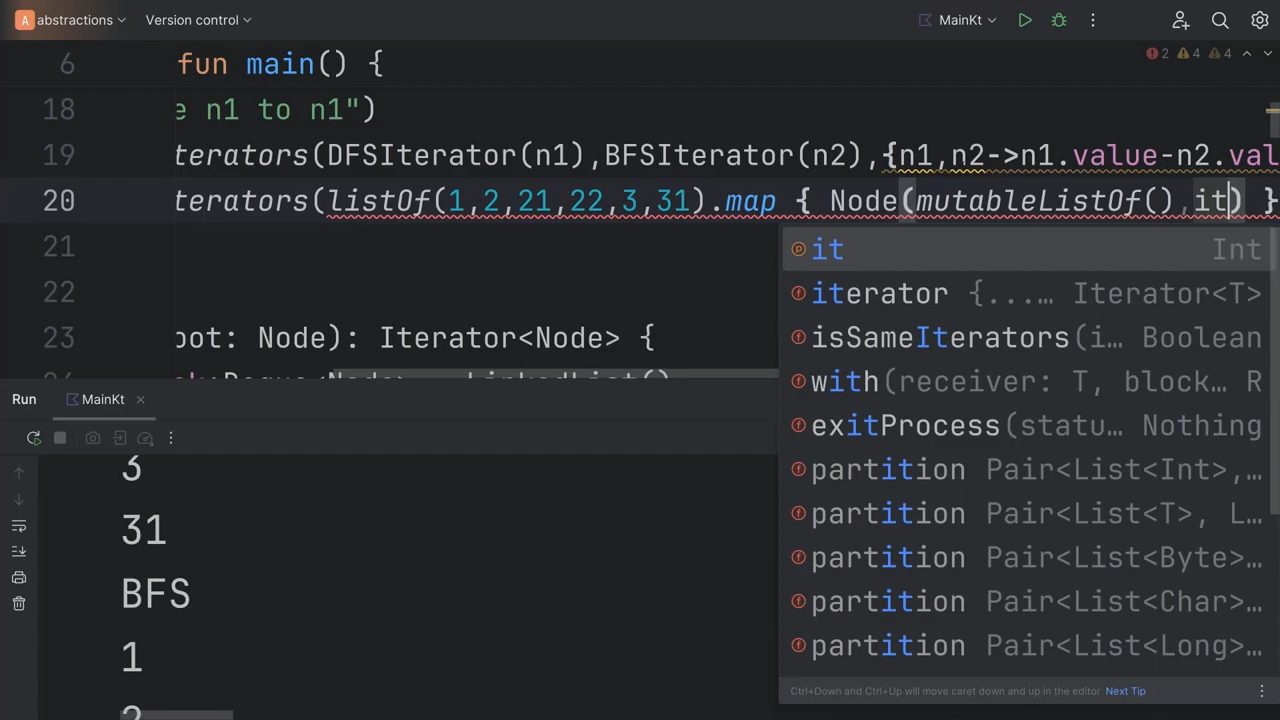 A abstractions Version control MainKt
6 fun main() {
2 4 4
18 e n1 to n1")
19 terators(DFSIterator(n1),BFSIterator(n2),{n1,n2->n1.value-n2.val
20 terators(listOf(1,2,21,22,3,31).map { Node(mutableListOf(),it) }
21
22
23 oot: Node): Iterator<Node> {
it Int
iterator {...… Iterator<T>
isSameIterators(i… Boolean
with(receiver: T, block… R
exitProcess(statu… Nothing
partition Pair<List<Int>,…
partition Pair<List<T>, L…
partition Pair<List<Byte>…
partition Pair<List<Char>…
partition Pair<List<Long>…
Ctrl+Down and Ctrl+Up will move caret down and up in the editor Next Tip
Run MainKt
3
31
BFS
1
2